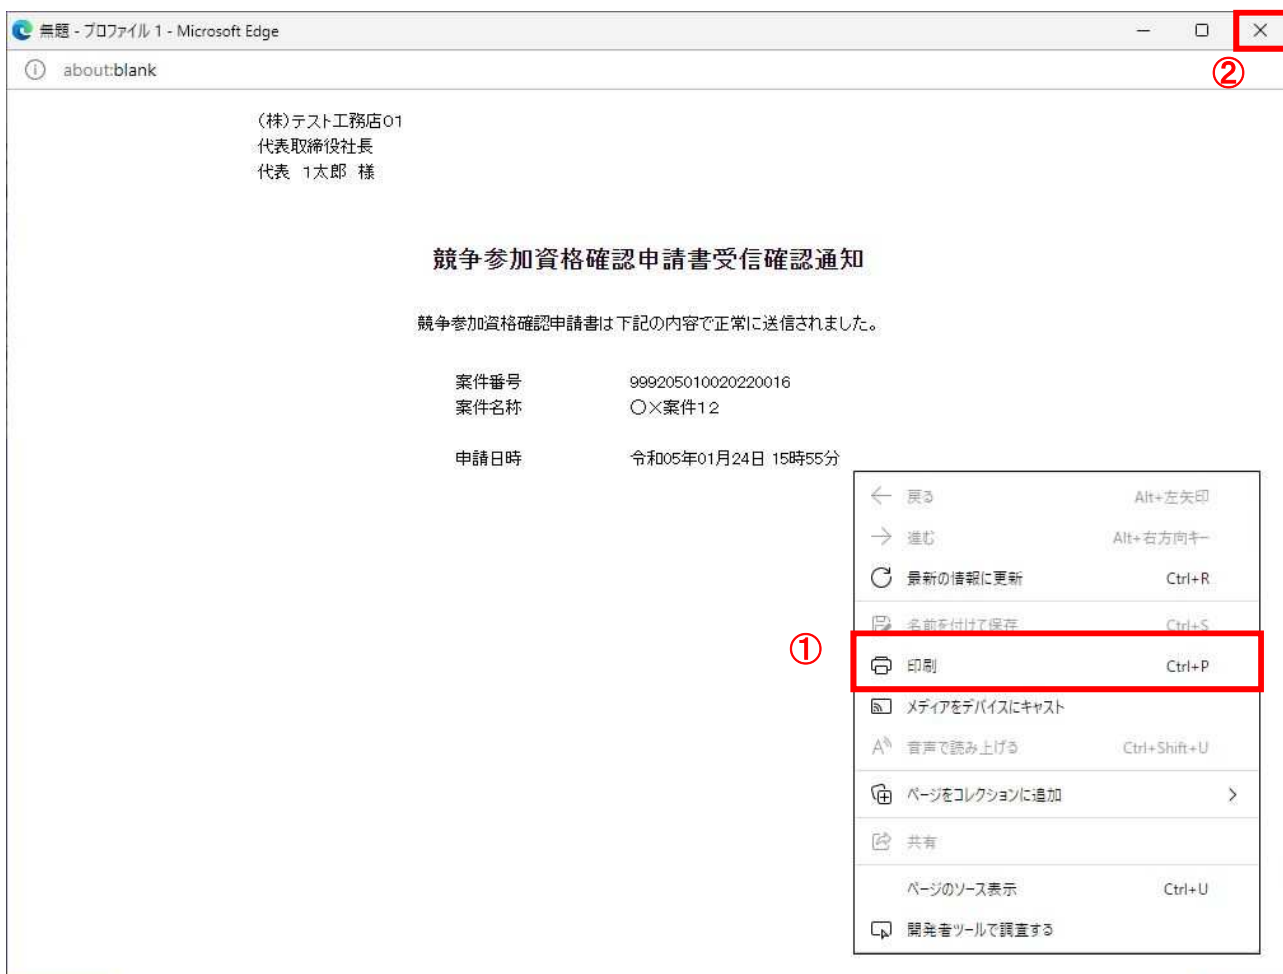 無題 - プロファイル 1 - Microsoft Edge
②
about:blank
(株)テスト工務店01
代表取締役社長
代表 1太郎 様
競争参加資格確認申請書受信確認通知
競争参加資格確認申請書は下記の内容で正常に送信されました。
案件番号 999205010020220016
案件名称 〇×案件12
申請日時 令和05年01月24日 15時55分
戻る Alt+左矢印
進む Alt+右方向キー
最新の情報に更新 Ctrl+R
名前を付けて保存 Ctrl+S
①
印刷 Ctrl+P
メディアをデバイスにキャスト
音声で読み上げる Ctrl+Shift+U
ページをコレクションに追加
共有
ページのソース表示 Ctrl+U
開発者ツールで調査する